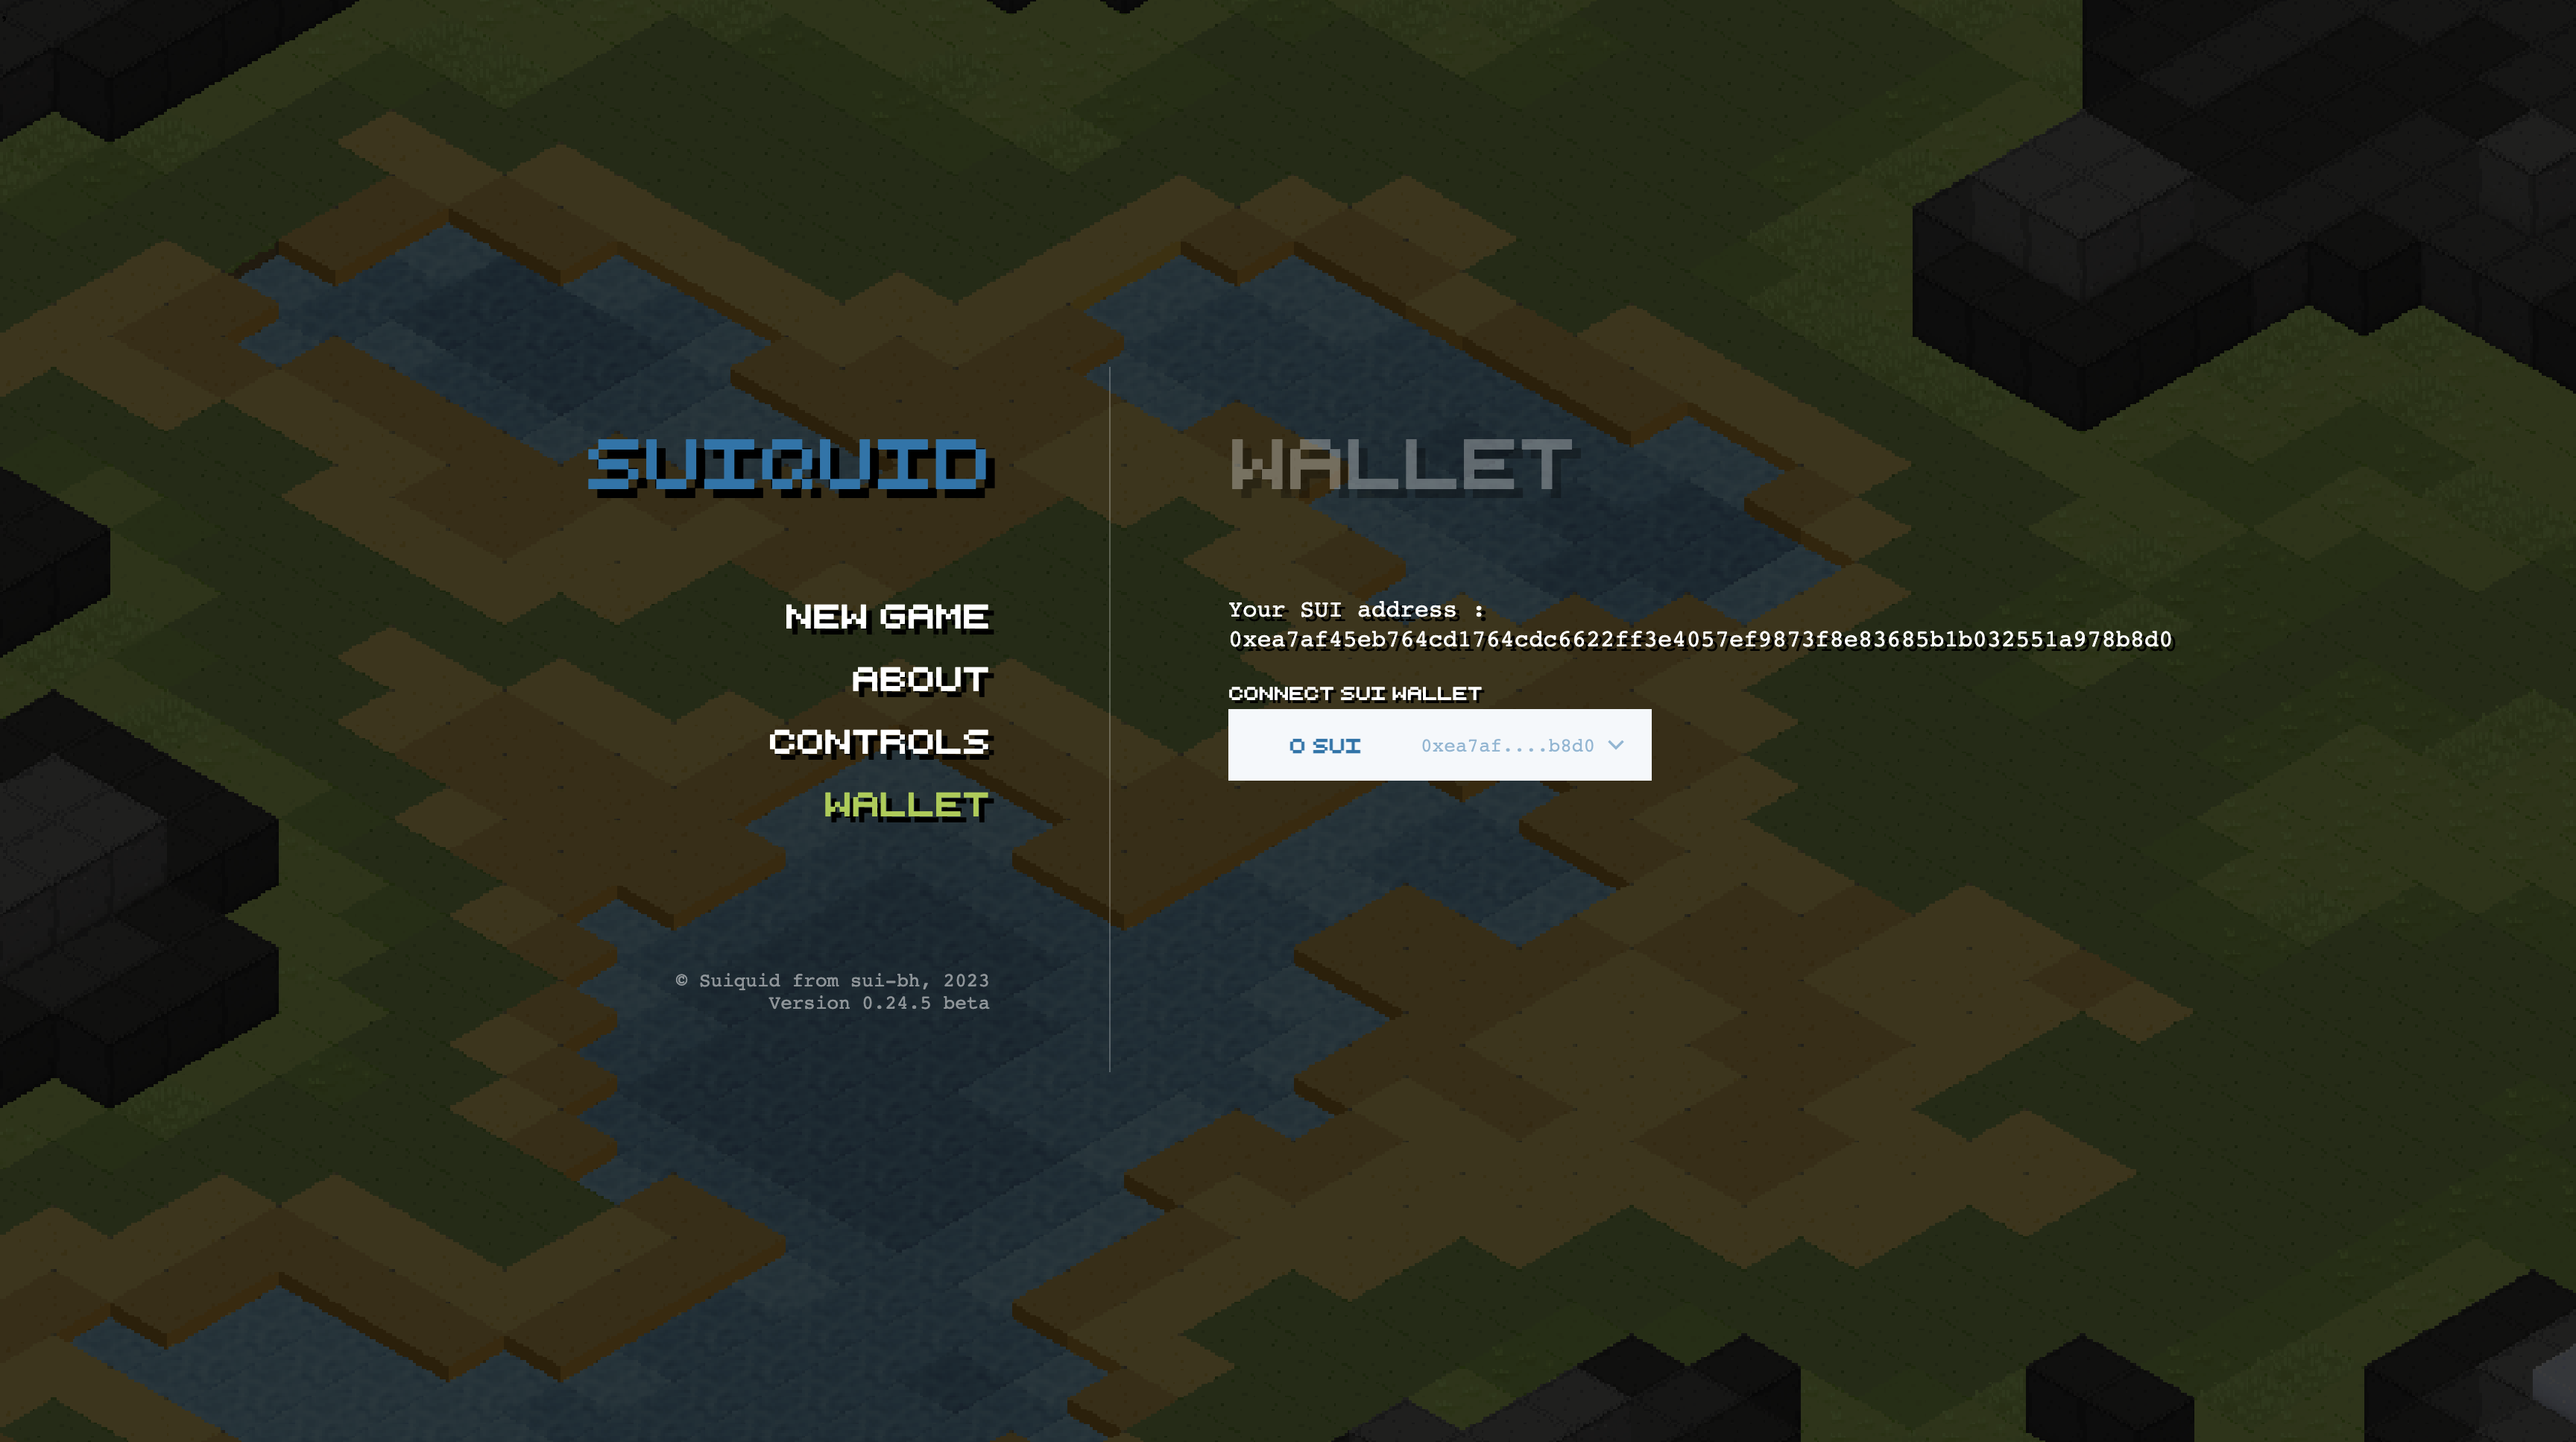 SUIQUID
NEW GAME
ABOUT
CONTROLS
WALLET
© Suiquid from sui-bh, 2023
Version 0.24.5 beta
WALLET
Your SUI address :
0xea7af45eb764cd1764cdc6622ff3e4057ef9873f8e83685b1b032551a978b8d0
CONNECT SUI WALLET
0 SUI 0xea7af....b8d0